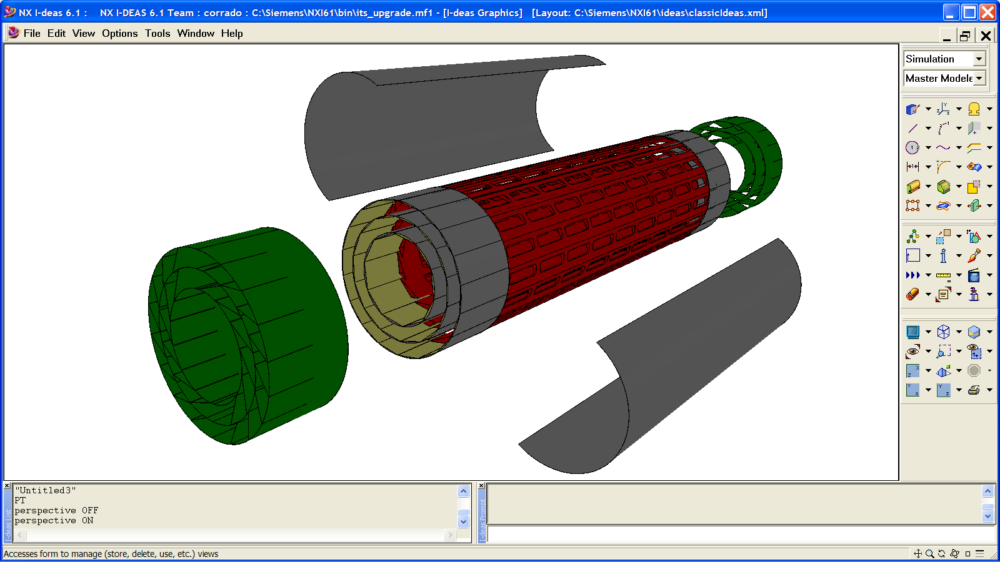 NX I-deas 6.1 :    NX I-DEAS 6.1 Team : corrado : C:\Siemens\NXI61\bin\its_upgrade.mf1 - [I-deas Graphics]   [Layout: C:\Siemens\NXI61\ideas\classicIdeas.xml]
File Edit View Options Tools Window Help
Simulation
Master Modele
"Untitled3"
PT
perspective OFF
perspective ON
I-deas List
I-deas Prompt
Accesses form to manage (store, delete, use, etc.) views